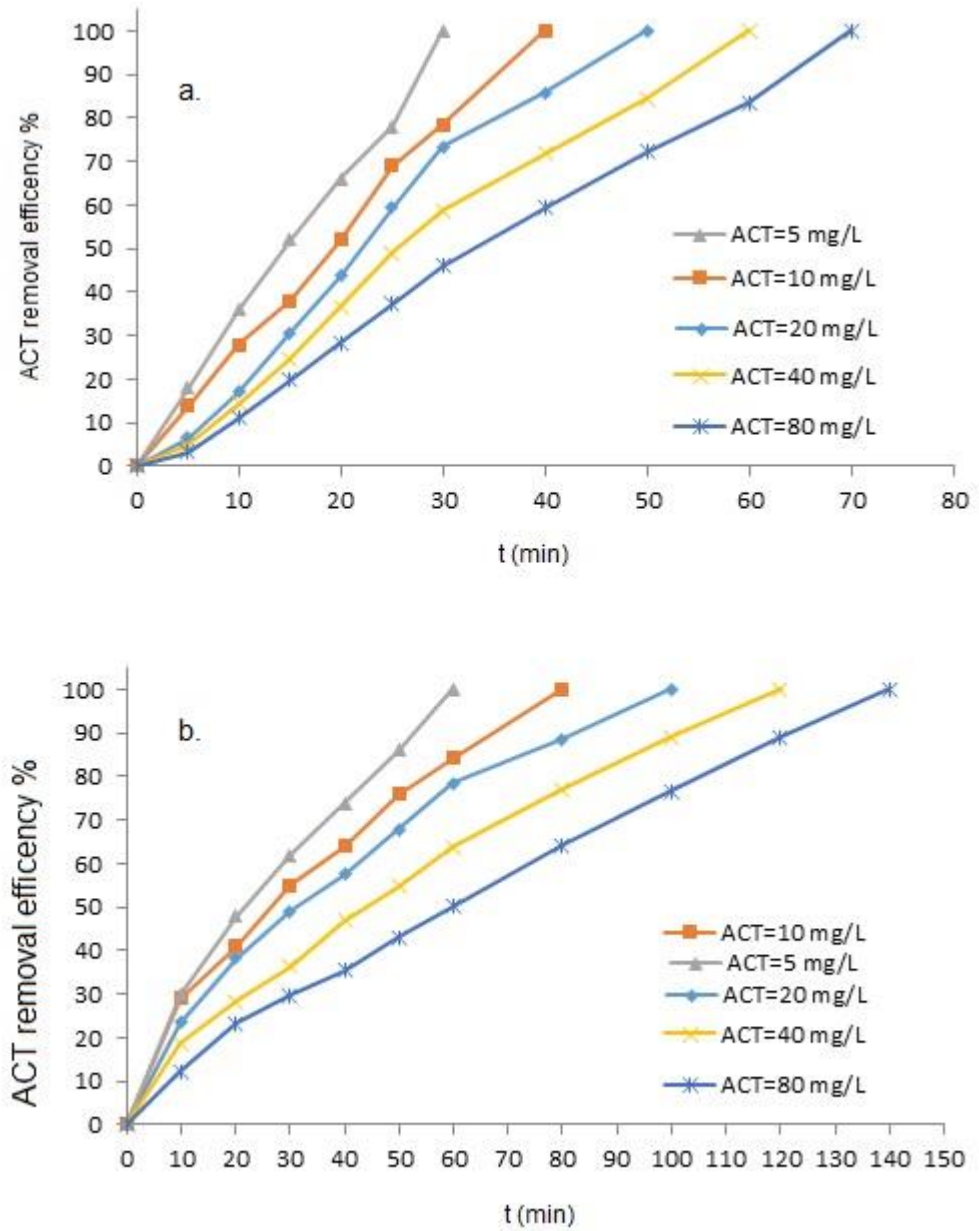 a.
ACT removal efficency %
100
90
80
70
60
50
40
30
20
10
0
ACT=5 mg/L
ACT=10 mg/L
ACT=20 mg/L
ACT=40 mg/L
ACT=80 mg/L
0 10 20 30 40 50 60 70 80
t (min)
b.
ACT removal efficency %
100
90
80
70
60
50
40
30
20
10
0
ACT=10 mg/L
ACT=5 mg/L
ACT=20 mg/L
ACT=40 mg/L
ACT=80 mg/L
0 10 20 30 40 50 60 70 80 90 100 110 120 130 140 150
t (min)